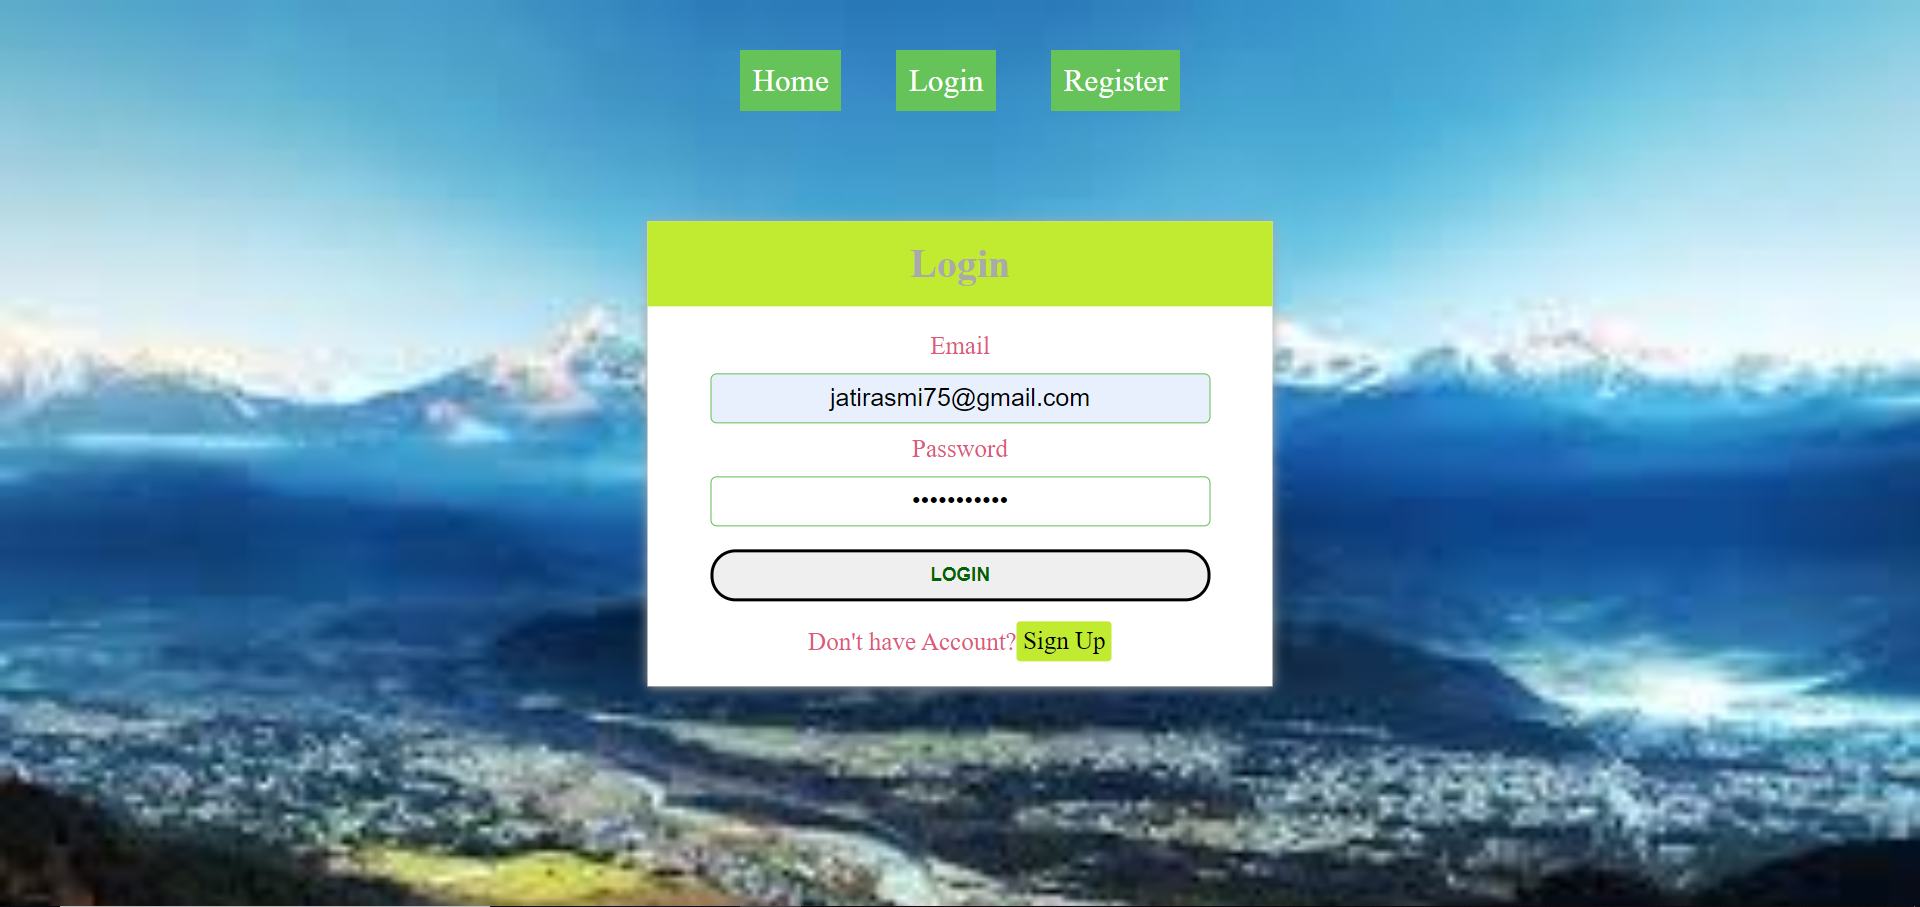 Home Login Register
Login
Email
jatirasmi75@gmail.com
Password
•••••••••••
LOGIN
Don't have Account? Sign Up